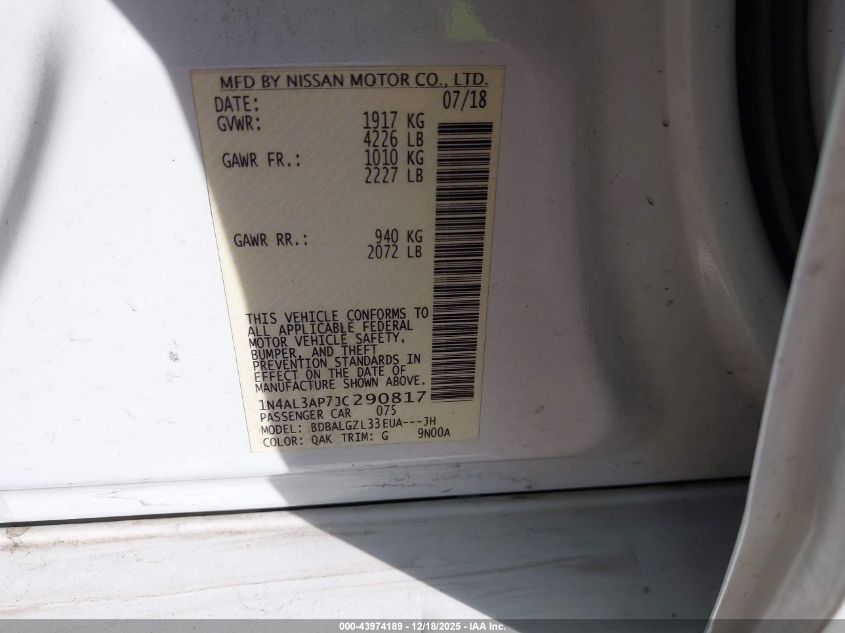 MFD BY NISSAN MOTOR CO., LTD.
DATE: 07/18
GVWR: 1917 KG
4226 LB
GAWR FR.: 1010 KG
2227 LB
GAWR RR.: 940 KG
2072 LB
THIS VEHICLE CONFORMS TO
ALL APPLICABLE FEDERAL
MOTOR VEHICLE SAFETY,
BUMPER, AND THEFT
PREVENTION STANDARDS IN
EFFECT ON THE DATE OF
MANUFACTURE SHOWN ABOVE.
1N4AL3AP7JC290817
PASSENGER CAR 075
MODEL: BDBALGZL33EUA---JH
COLOR: QAK TRIM: G 9N00A
000-43974189 - 12/18/2025 - IAA Inc.